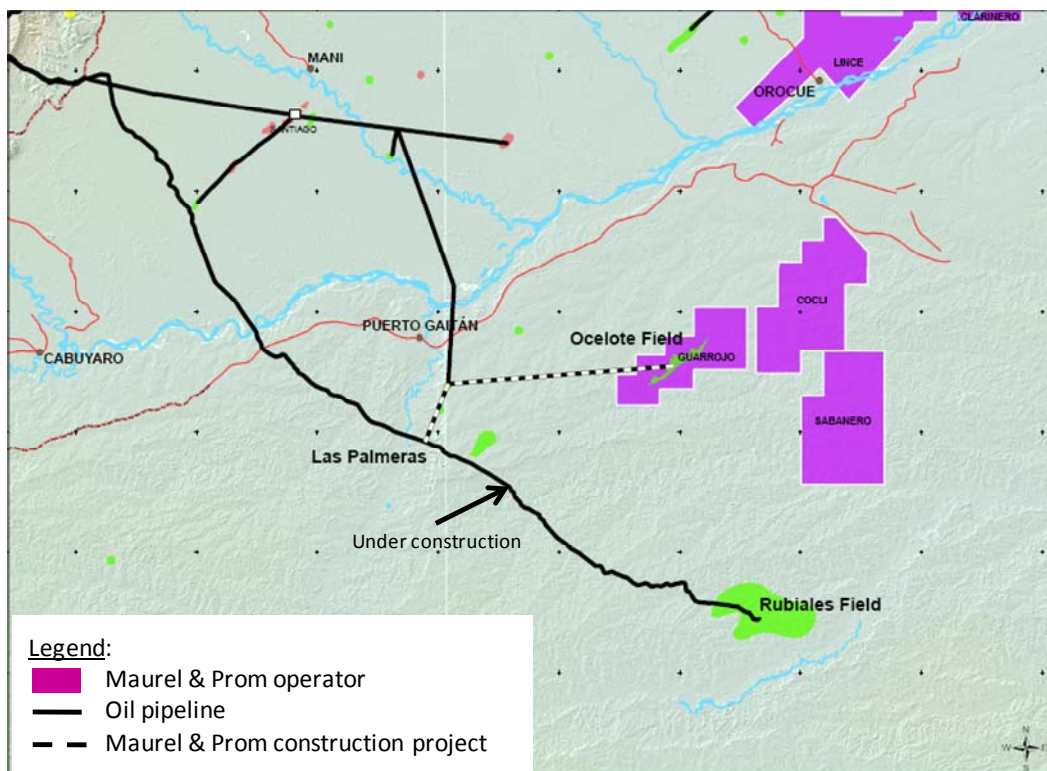 CLARINERO
MANI
LINCE
OROCUE
SANTIAGO
COCLI
PUERTO GAITÁN
Ocelote Field
CABUYARO
GUARROJO
SABANERO
Las Palmeras
Under construction
Rubiales Field
Legend:
Maurel & Prom operator
Oil pipeline
Maurel & Prom construction project
N
W E
S